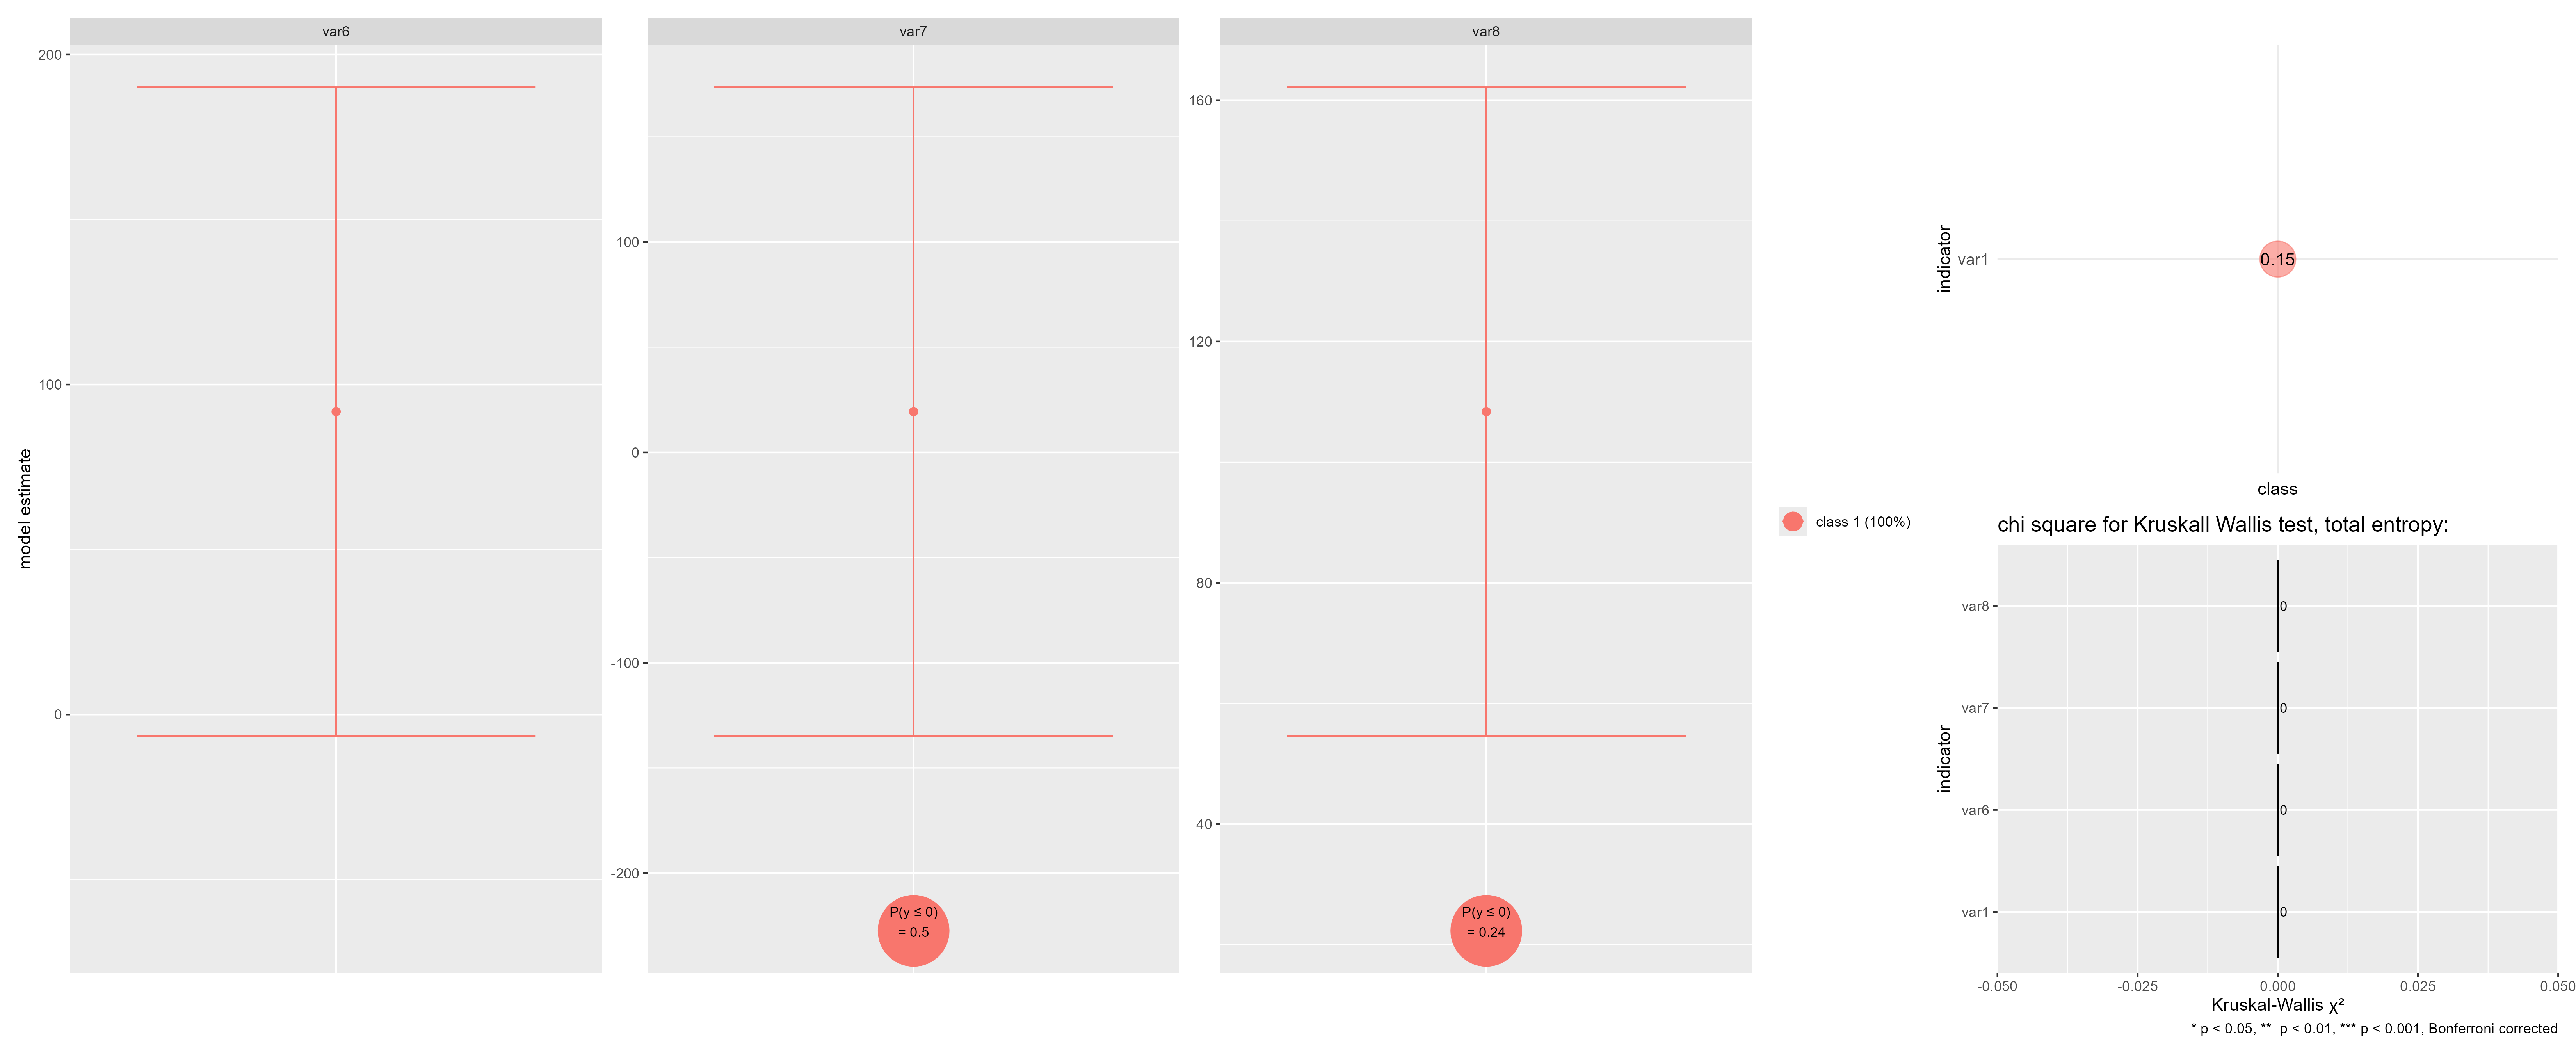 var6
var7
var8
200
100
0
model estimate
100
0
-100
-200
P(y ≤ 0)
= 0.5
160
120
80
40
P(y ≤ 0)
= 0.24
class 1 (100%)
indicator
var1
0.15
class
chi square for Kruskall Wallis test, total entropy:
indicator
var8
0
var7
0
var6
0
var1
0
-0.050
-0.025
0.000
0.025
0.050
Kruskal-Wallis χ²
* p < 0.05, **  p < 0.01, *** p < 0.001, Bonferroni corrected